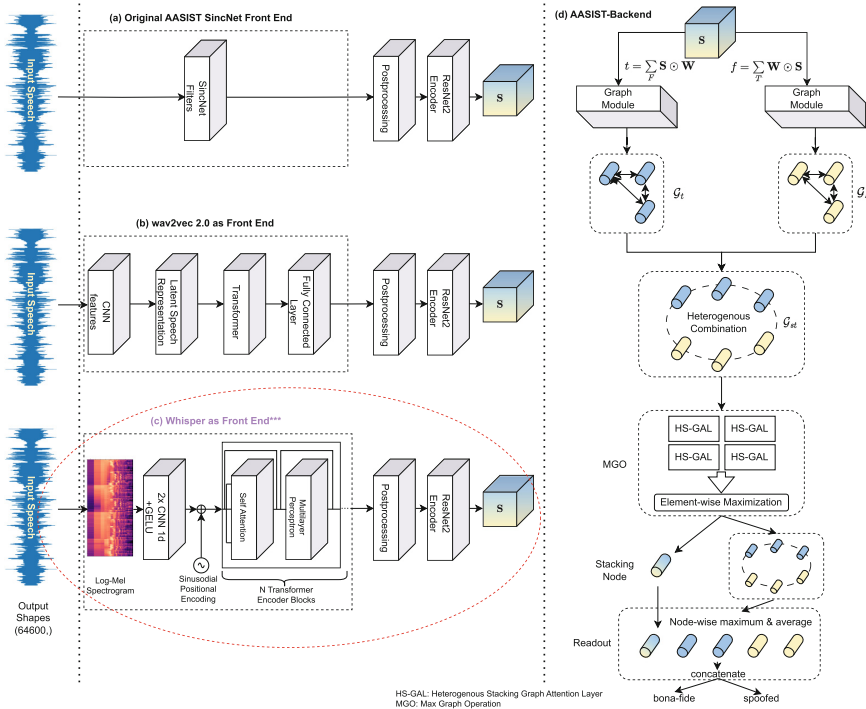 (a) Original AASIST SincNet Front End
Input Speech
SincNet
Filters
Postprocessing
ResNet2
Encoder
S
(b) wav2vec 2.0 as Front End
Input Speech
CNN
features
Latent Speech
Representation
Transformer
Fully Connected
Layer
Postprocessing
ResNet2
Encoder
S
(c) Whisper as Front End***
Input Speech
Log-Mel
Spectrogram
2x CNN 1d
+GELU
Sinusodial
Positional
Encoding
Self Attention
Multilayer
Perceptron
N Transformer
Encoder Blocks
Postprocessing
ResNet2
Encoder
S
Output
Shapes
(64600,)
(d) AASIST-Backend
S
t = ∑_F S ⊙ W
f = ∑_T W ⊙ S
Graph
Module
Graph
Module
𝒢_t
𝒢
Heterogenous
Combination
𝒢_st
HS-GAL HS-GAL
HS-GAL HS-GAL
MGO
Element-wise Maximization
Stacking
Node
Node-wise maximum & average
Readout
concatenate
bona-fide spoofed
HS-GAL: Heterogenous Stacking Graph Attention Layer
MGO: Max Graph Operation